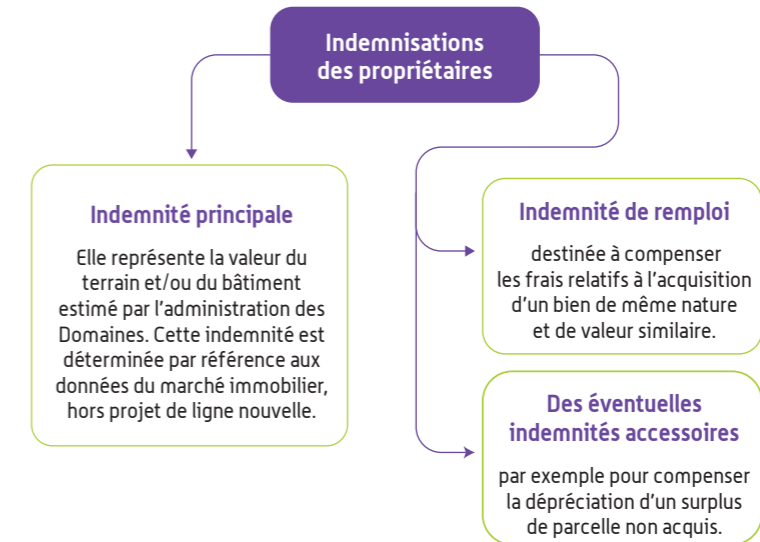 Indemnisations
des propriétaires
Indemnité principale
Elle représente la valeur du
terrain et/ou du bâtiment
estimé par l'administration des
Domaines. Cette indemnité est
déterminée par référence aux
données du marché immobilier,
hors projet de ligne nouvelle.
Indemnité de remploi
destinée à compenser
les frais relatifs à l'acquisition
d'un bien de même nature
et de valeur similaire.
Des éventuelles
indemnités accessoires
par exemple pour compenser
la dépréciation d'un surplus
de parcelle non acquis.